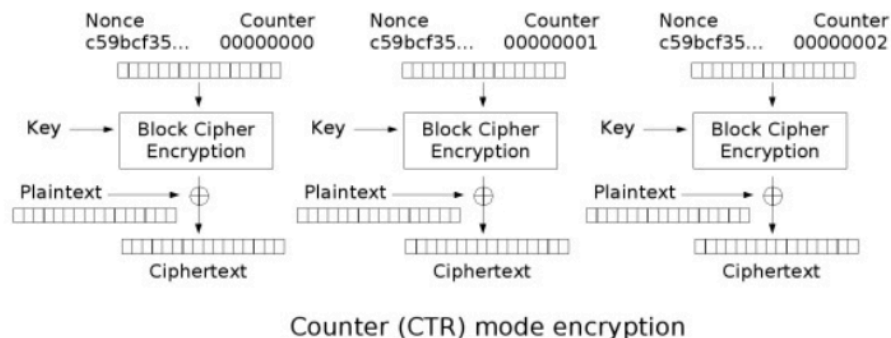 Nonce Counter Nonce Counter Nonce Counter
c59bcf35... 00000000 c59bcf35... 00000001 c59bcf35... 00000002
Key Block Cipher Encryption Key Block Cipher Encryption Key Block Cipher Encryption
Plaintext Plaintext Plaintext
Ciphertext Ciphertext Ciphertext
Counter (CTR) mode encryption